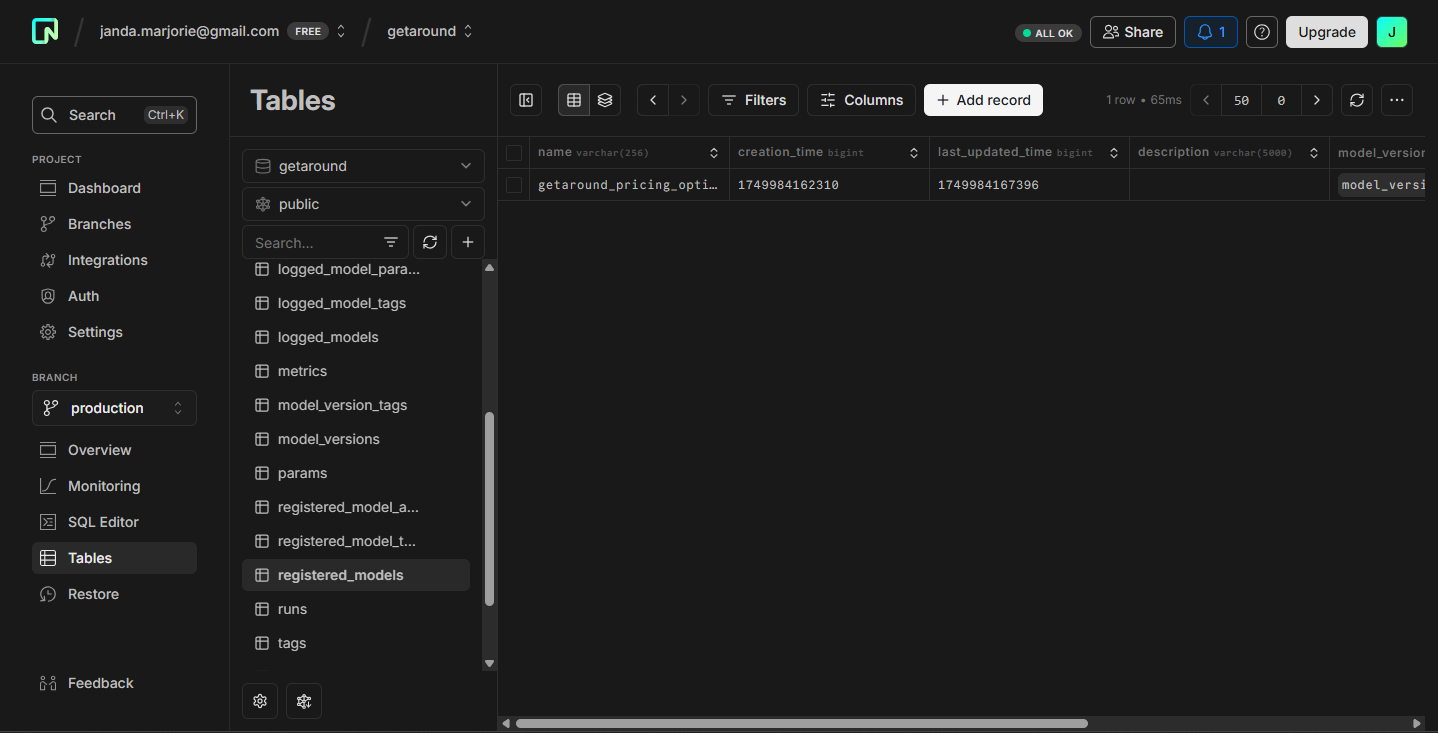 janda.marjorie@gmail.com FREE getaround ALL OK Share 1 Upgrade J
Search Ctrl+K
PROJECT
Dashboard
Branches
Integrations
Auth
Settings
BRANCH
production
Overview
Monitoring
SQL Editor
Tables
Restore
Feedback
Tables
getaround
public
Search...
logged_model_para...
logged_model_tags
logged_models
metrics
model_version_tags
model_versions
params
registered_model_a...
registered_model_t...
registered_models
runs
tags
Filters Columns + Add record 1 row • 65ms 50 0
name varchar(256) creation_time bigint last_updated_time bigint description varchar(5000) model_version
getaround_pricing_opti... 1749984162310 1749984167396 model_versi